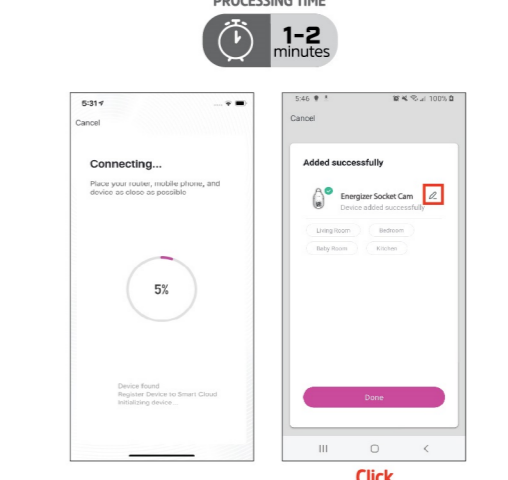 PROCESSING TIME
1-2
minutes
5:31
Cancel
Connecting...
Place your router, mobile phone, and
device as close as possible
5%
Device found
Register Device to Smart Cloud
Initializing device...
5:46
100%
Cancel
Added successfully
Energizer Socket Cam
Device added successfully
Living Room
Bedroom
Baby Room
Kitchen
Done
Click